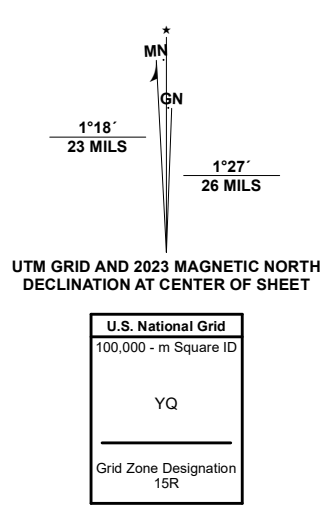 MN
GN
1°18´
23 MILS
1°27´
26 MILS
UTM GRID AND 2023 MAGNETIC NORTH
DECLINATION AT CENTER OF SHEET
U.S. National Grid
100,000 - m Square ID
YQ
Grid Zone Designation
15R